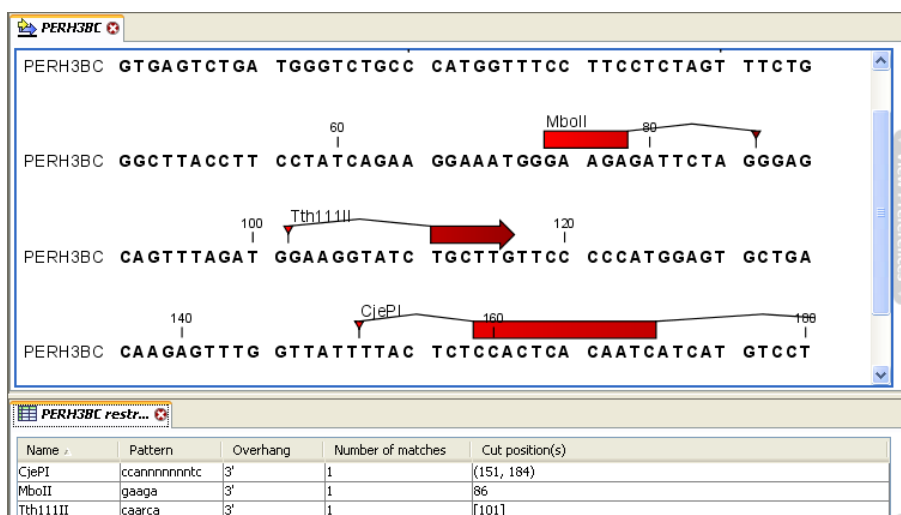 PERH3BC
PERH3BC GTGAGTCTGA TGGGTCTGCC CATGGTTTCC TTCCTCTAGT TTCTG
MboII
60 80
PERH3BC GGCTTACCTT CCTATCAGAA GGAAATGGGA AGAGATTCTA GGGAG
Tth111II
100 120
PERH3BC CAGTTTAGAT GGAAGGTATC TGCTTGTTCC CCCATGGAGT GCTGA
CjePI
140 160 180
PERH3BC CAAGAGTTTG GTTATTTTAC TCTCCACTCA CAATCATCAT GTCCT
PERH3BC restr...
Name Pattern Overhang Number of matches Cut position(s)
CjePI ccannnnnnntc 3' 1 (151, 184)
MboII gaaga 3' 1 86
Tth111II caarca 3' 1 [101]